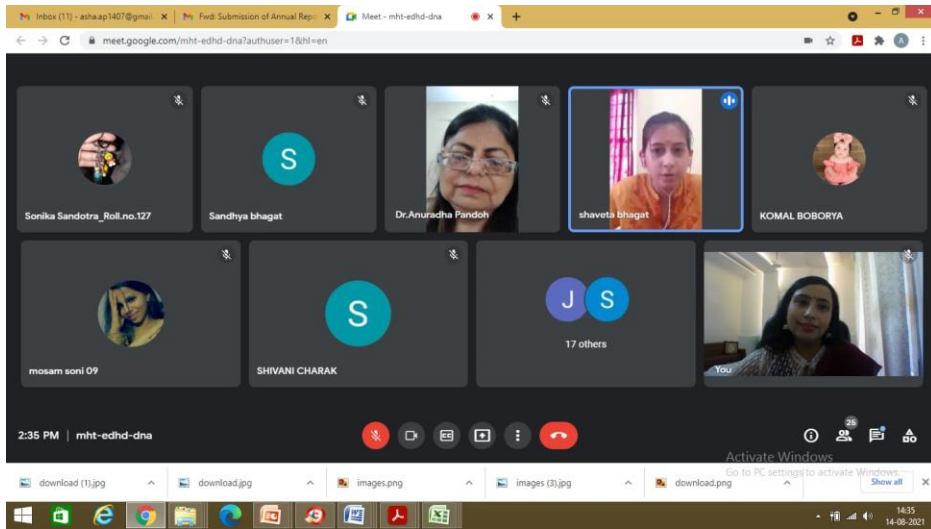 Inbox (11) - asha.ap1407@gmail.
Fwd: Submission of Annual Repo
Meet - mht-edhd-dna
meet.google.com/mht-edhd-dna?authuser=1&hl=en
A
Sonika Sandotra_Roll.no.127
S
Sandhya bhagat
Dr.Anuradha Pandoh
shaveta bhagat
KOMAL BOBORYA
mosam soni 09
S
SHIVANI CHARAK
J S
17 others
You
2:35 PM | mht-edhd-dna
CC
26
Activate Windows
Go to PC settings to activate Windows.
download (1).jpg
download.jpg
images.png
images (3).jpg
download.png
Show all
14:35
14-08-2021